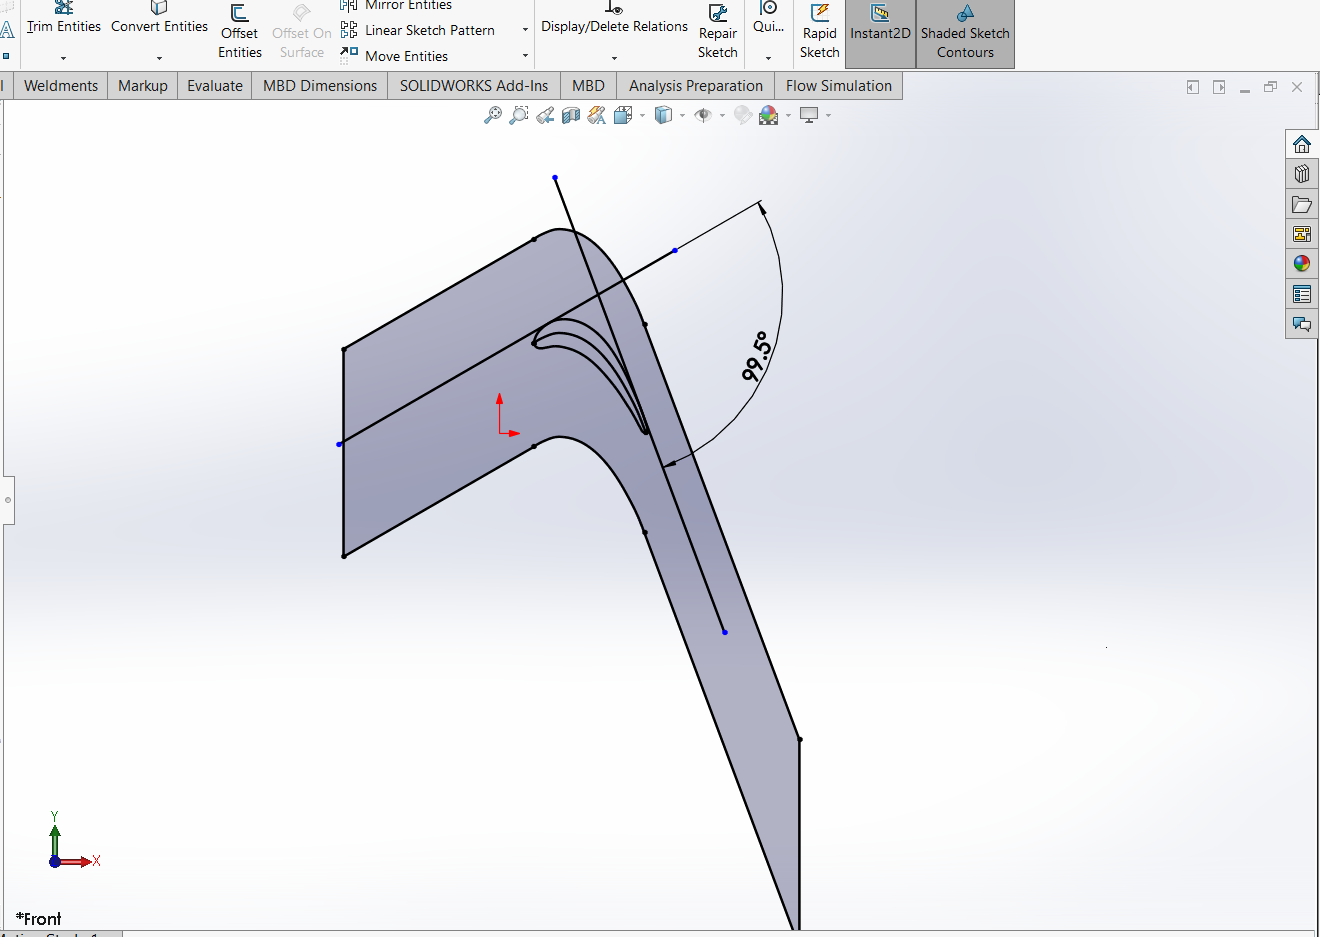 Mirror Entities
Trim Entities
Convert Entities
Offset
Entities
Offset On
Surface
Linear Sketch Pattern
Move Entities
Display/Delete Relations
Repair
Sketch
Qui...
Rapid
Sketch
Instant2D
Shaded Sketch
Contours
Weldments
Markup
Evaluate
MBD Dimensions
SOLIDWORKS Add-Ins
MBD
Analysis Preparation
Flow Simulation
99.5°
Y
X
*Front